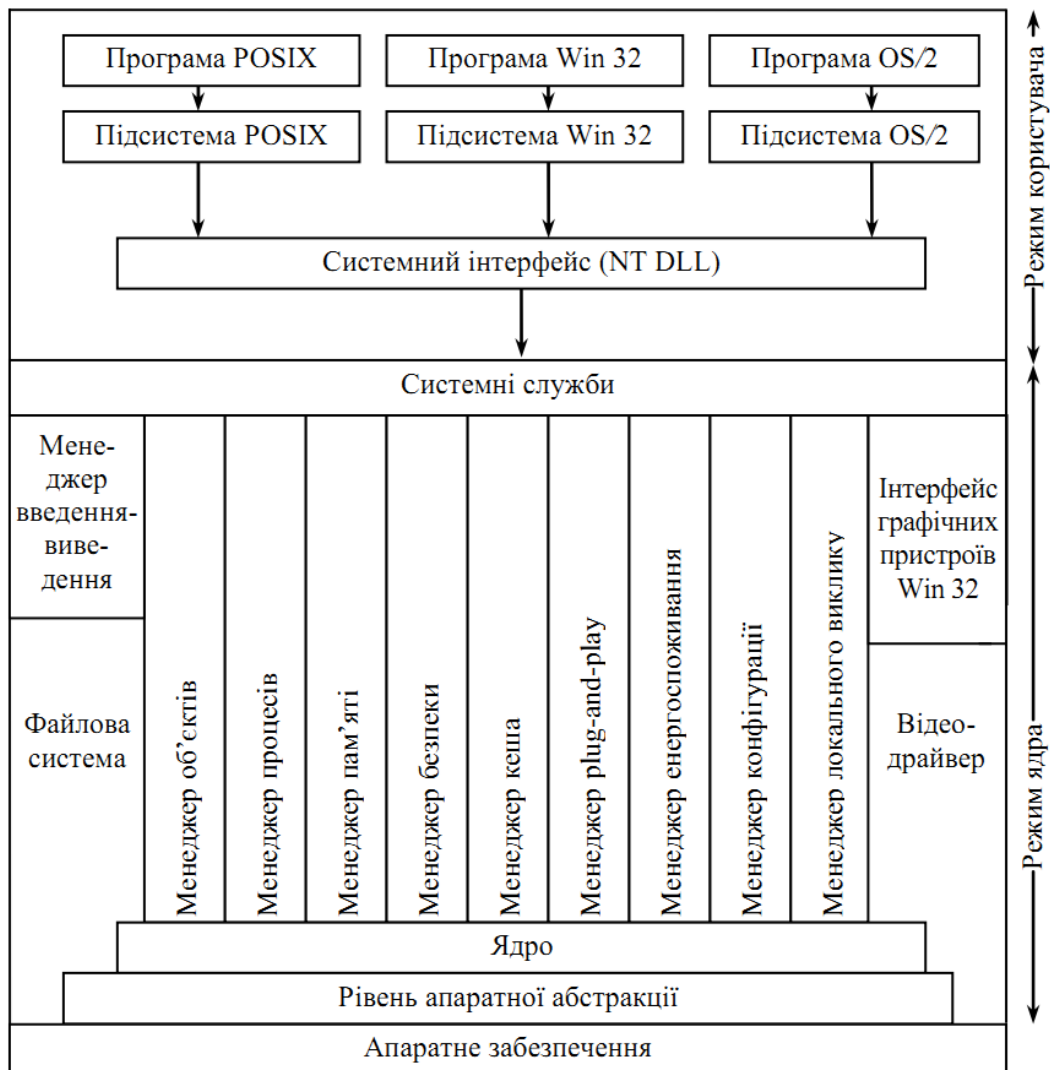 Програма POSIX
Програма Win 32
Програма OS/2
Підсистема POSIX
Підсистема Win 32
Підсистема OS/2
Системний інтерфейс (NT DLL)
Режим користувача
Системні служби
Мене-
джер
введення-
виве-
дення
Файлова
система
Менеджер об’єктів
Менеджер процесів
Менеджер пам’яті
Менеджер безпеки
Менеджер кеша
Менеджер plug-and-play
Менеджер енергоспоживання
Менеджер конфігурації
Менеджер локального виклику
Інтерфейс
графічних
пристроїв
Win 32
Відео-
драйвер
Режим ядра
Ядро
Рівень апаратної абстракції
Апаратне забезпечення